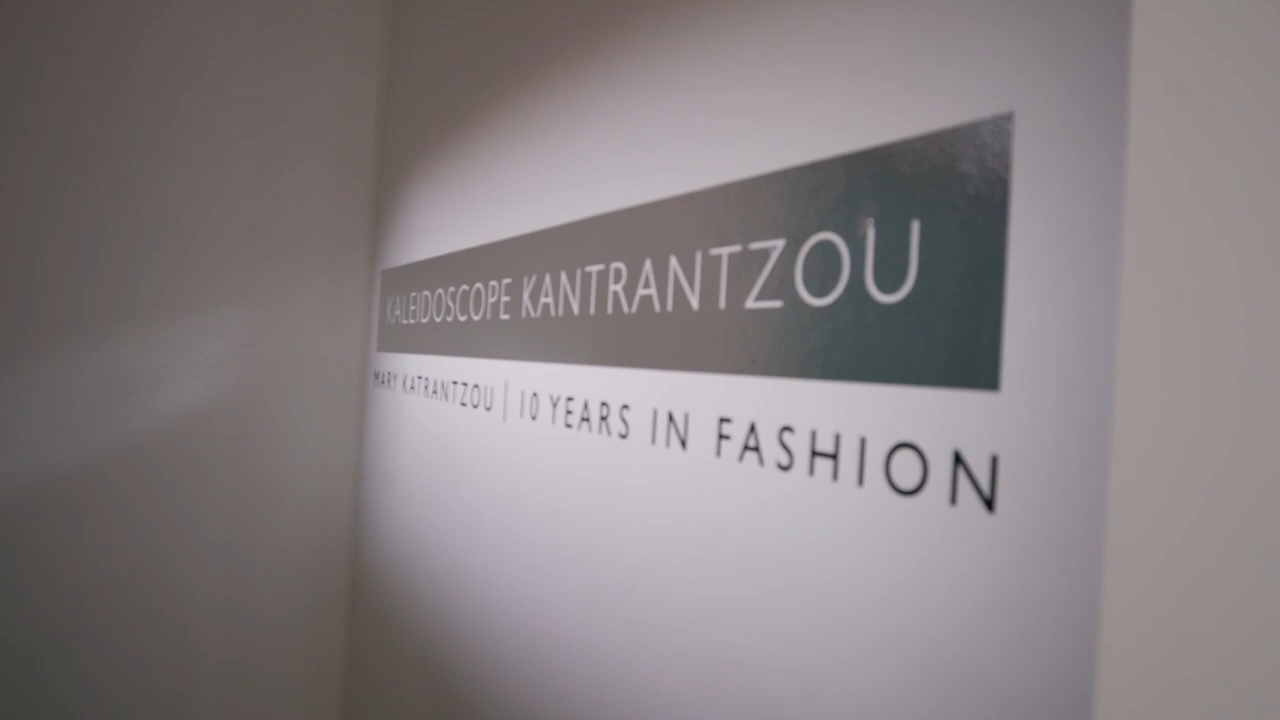 KALEIDOSCOPE KANTRANTZOU
MARY KATRANTZOU | 10 YEARS IN FASHION